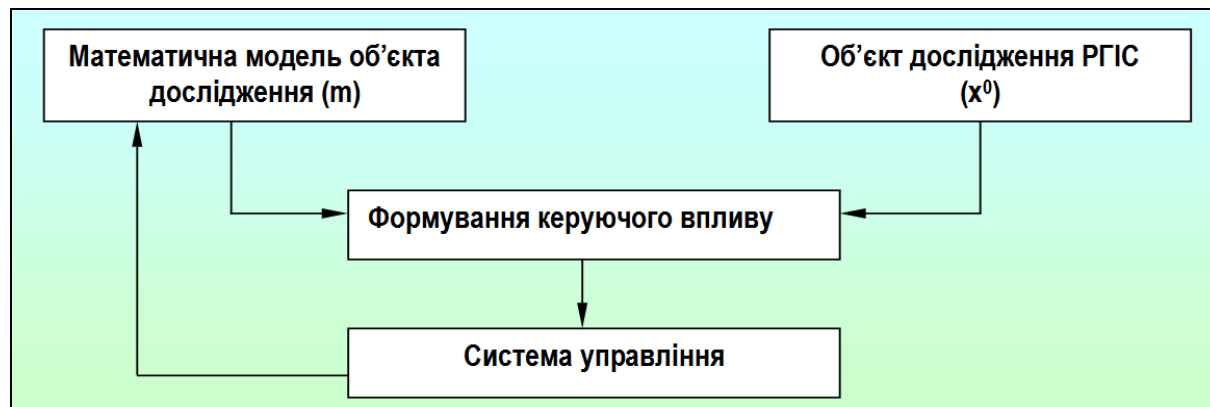 Математична модель об’єкта
дослідження (m)
Об’єкт дослідження РГІС
(x⁰)
Формування керуючого впливу
Система управління